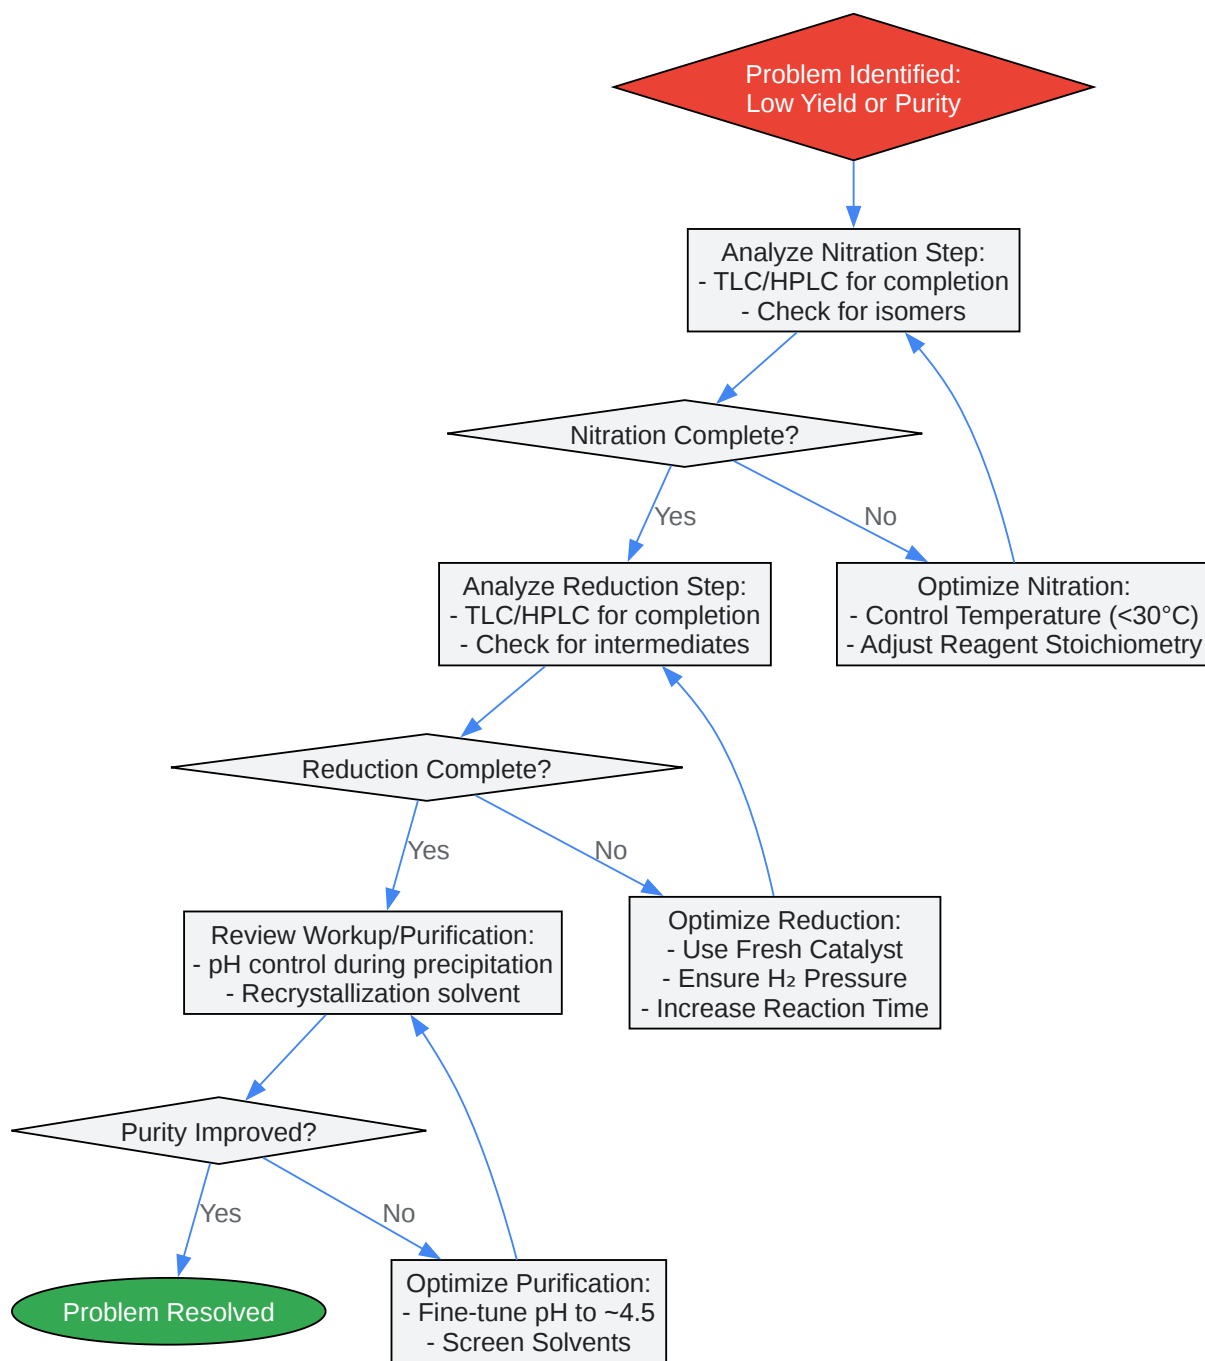 Problem Identified:
Low Yield or Purity
Analyze Nitration Step:
- TLC/HPLC for completion
- Check for isomers
Nitration Complete?
Yes
No
Analyze Reduction Step:
- TLC/HPLC for completion
- Check for intermediates
Optimize Nitration:
- Control Temperature (<30°C)
- Adjust Reagent Stoichiometry
Reduction Complete?
Yes
No
Review Workup/Purification:
- pH control during precipitation
- Recrystallization solvent
Optimize Reduction:
- Use Fresh Catalyst
- Ensure H₂ Pressure
- Increase Reaction Time
Purity Improved?
Yes
No
Problem Resolved
Optimize Purification:
- Fine-tune pH to ~4.5
- Screen Solvents